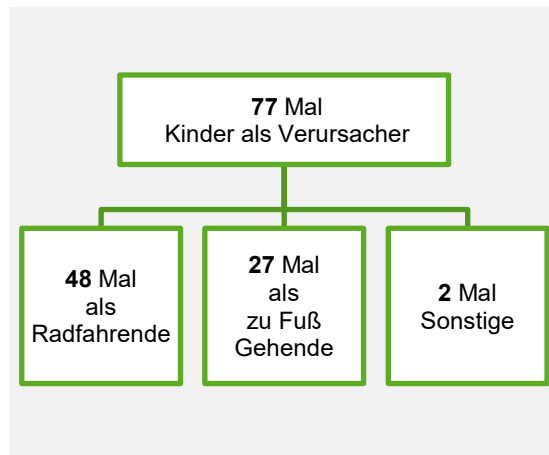 77 Mal
Kinder als Verursacher
48 Mal
als
Radfahrende
27 Mal
als
zu Fuß
Gehende
2 Mal
Sonstige